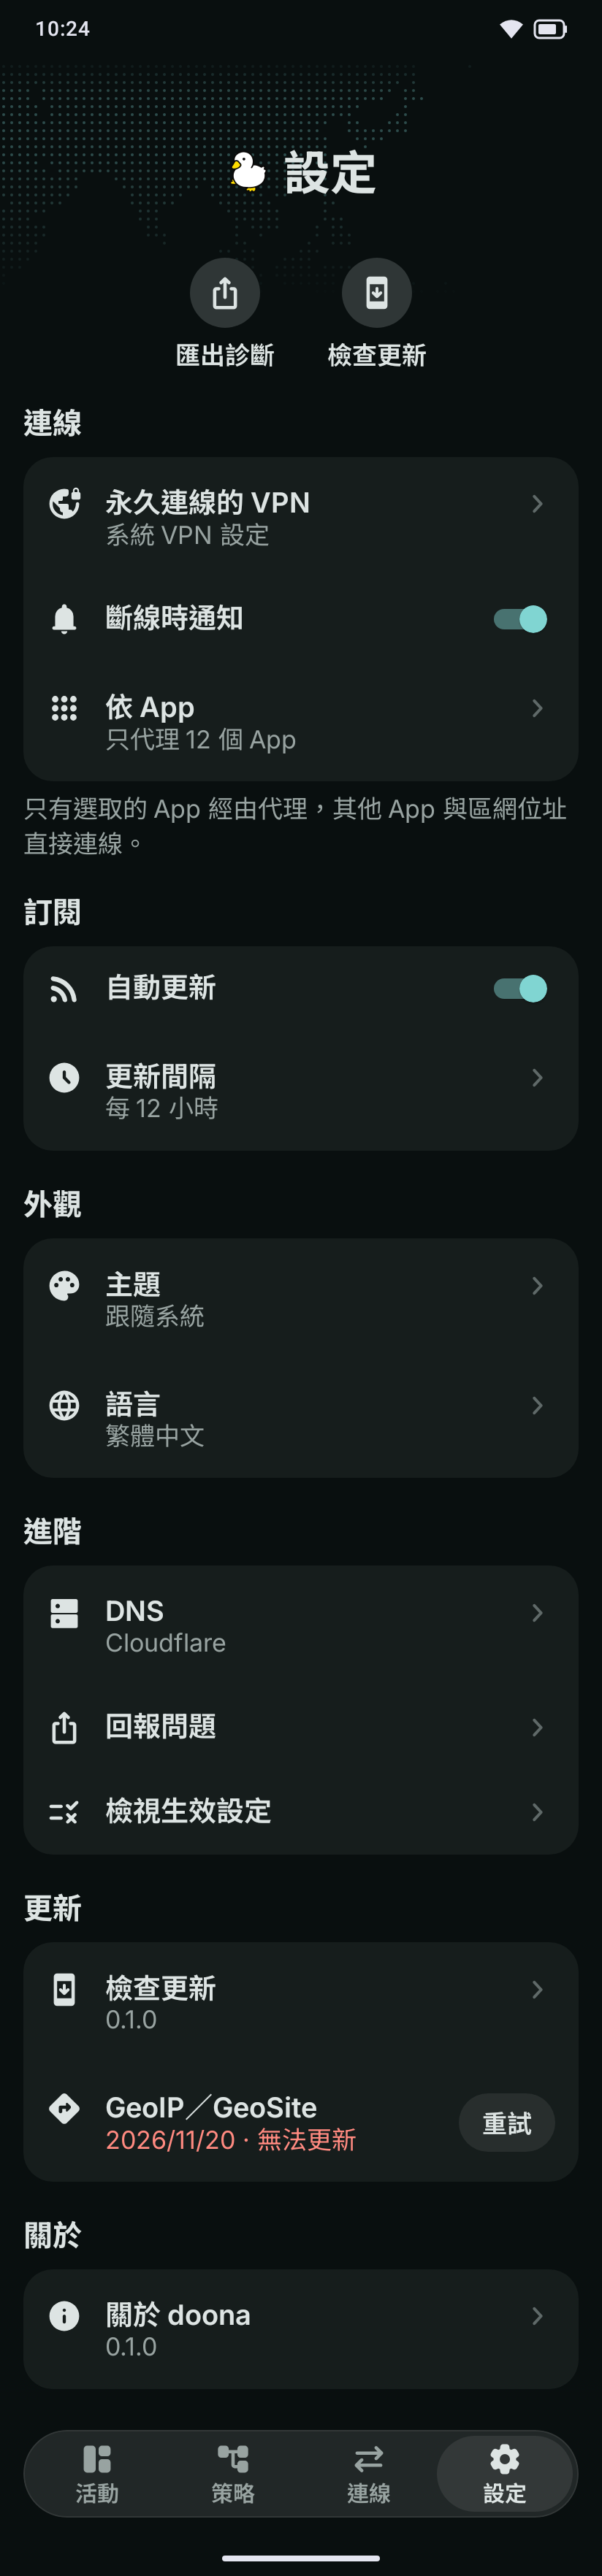 10:24
設定
匯出診斷
檢查更新
連線
永久連線的 VPN
系統 VPN 設定
斷線時通知
依 App
只代理 12 個 App
只有選取的 App 經由代理，其他 App 與區網位址
直接連線。
訂閱
自動更新
更新間隔
每 12 小時
外觀
主題
跟隨系統
語言
繁體中文
進階
DNS
Cloudflare
回報問題
檢視生效設定
更新
檢查更新
0.1.0
GeoIP／GeoSite
2026/11/20 · 無法更新
重試
關於
關於 doona
0.1.0
活動
策略
連線
設定